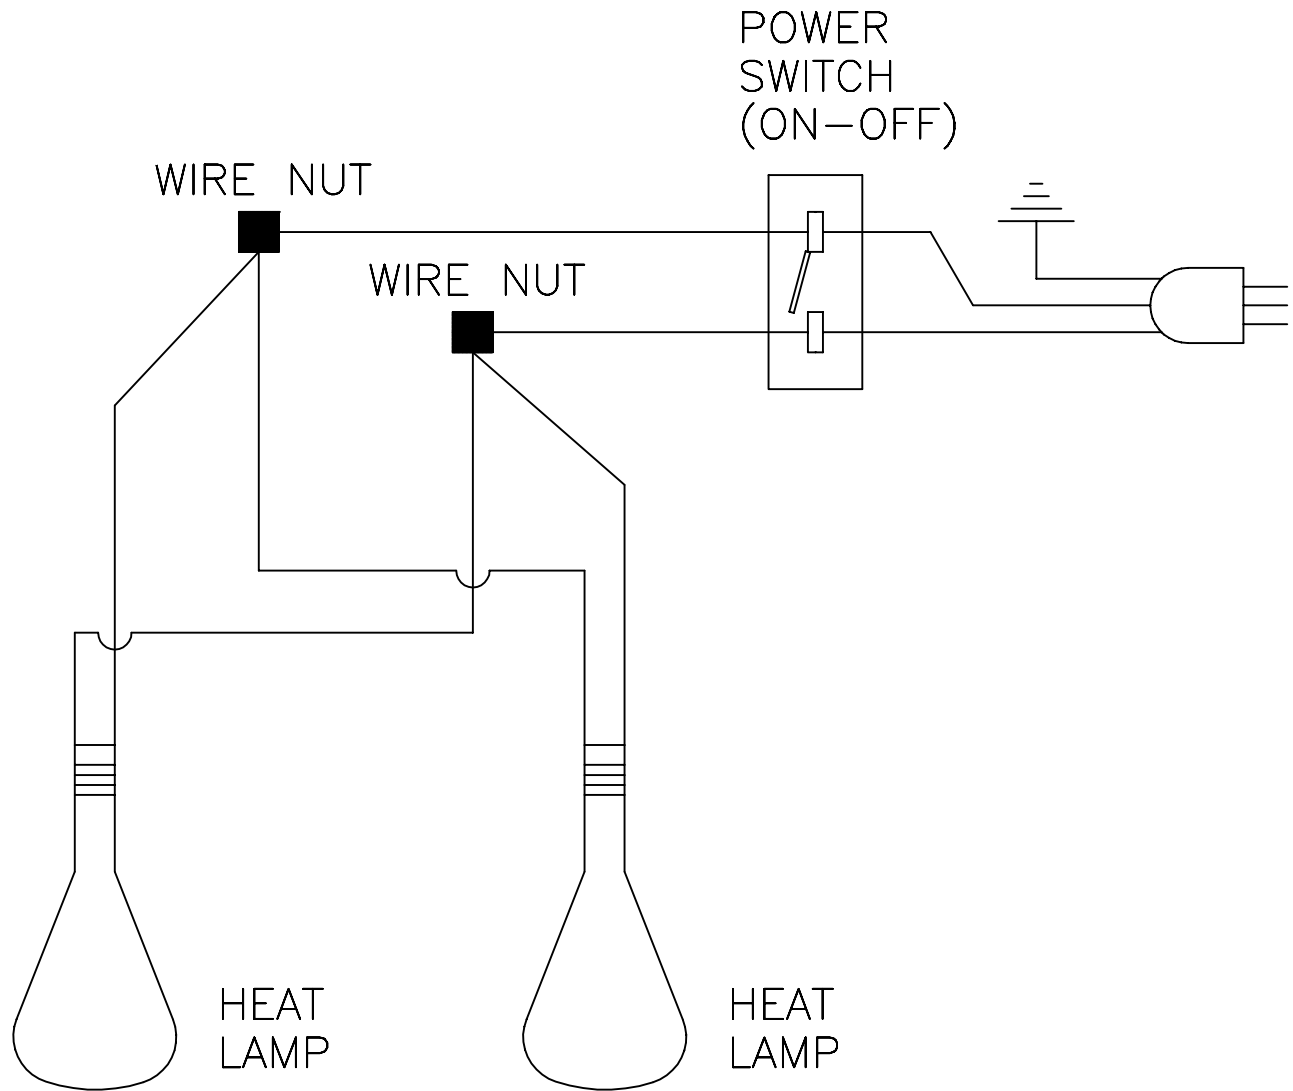 POWER
SWITCH
(ON-OFF)
WIRE NUT
WIRE NUT
HEAT
LAMP
HEAT
LAMP